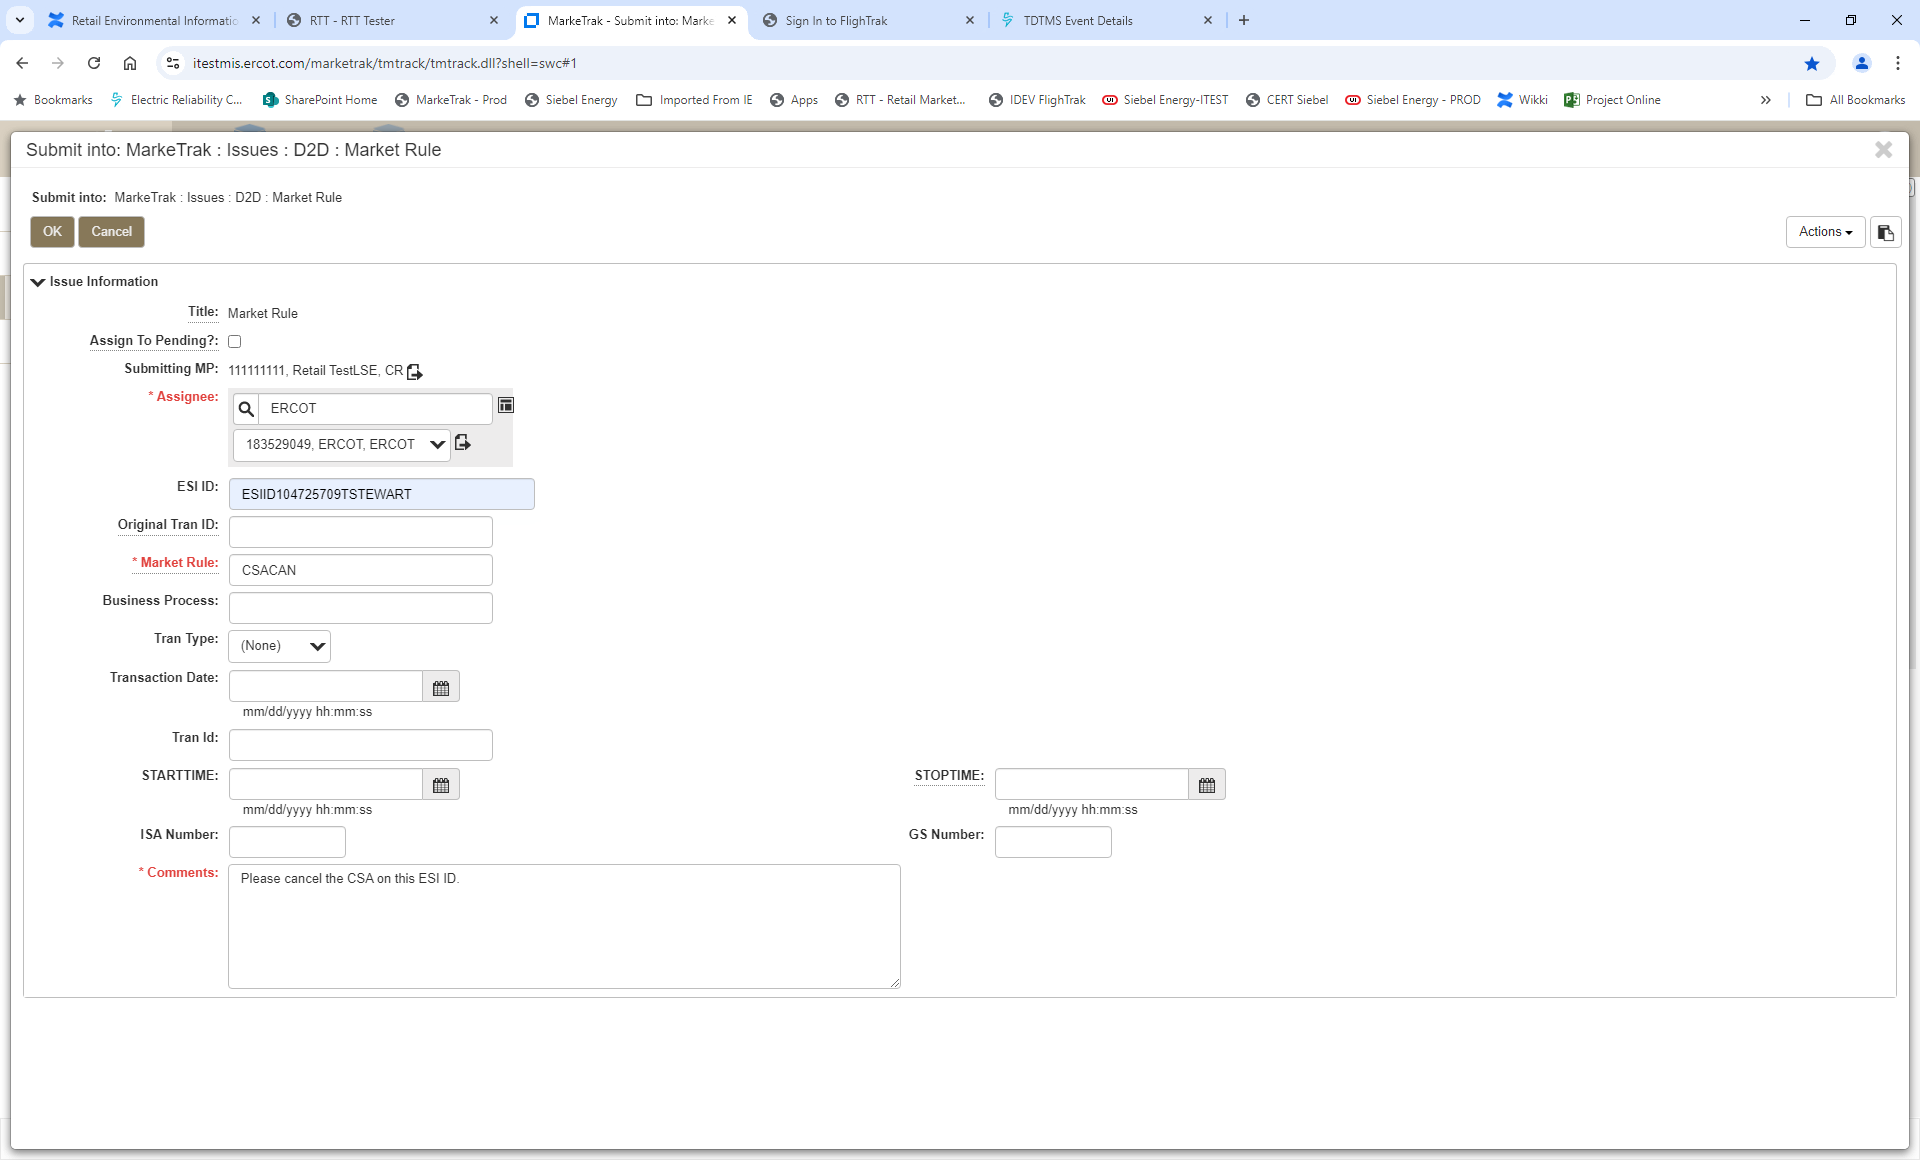 Retail Environmental Informatio
RTT - RTT Tester
MarkeTrak - Submit into: Marke
Sign In to FlighTrak
TDTMS Event Details
itestmis.ercot.com/marketrak/tmtrack/tmtrack.dll?shell=swc#1
Bookmarks
Electric Reliability C...
SharePoint Home
MarkeTrak - Prod
Siebel Energy
Imported From IE
Apps
RTT - Retail Market...
IDEV FlighTrak
Siebel Energy-ITEST
CERT Siebel
Siebel Energy - PROD
Wikki
Project Online
All Bookmarks
Submit into: MarkeTrak : Issues : D2D : Market Rule
Submit into: MarkeTrak : Issues : D2D : Market Rule
OK
Cancel
Actions
Issue Information
Title: Market Rule
Assign To Pending?:
Submitting MP: 111111111, Retail TestLSE, CR
* Assignee: ERCOT
183529049, ERCOT, ERCOT
ESI ID: ESIID104725709TSTEWART
Original Tran ID:
* Market Rule: CSACAN
Business Process:
Tran Type: (None)
Transaction Date:
mm/dd/yyyy hh:mm:ss
Tran Id:
STARTTIME:
STOPTIME:
mm/dd/yyyy hh:mm:ss
mm/dd/yyyy hh:mm:ss
ISA Number:
GS Number:
* Comments: Please cancel the CSA on this ESI ID.